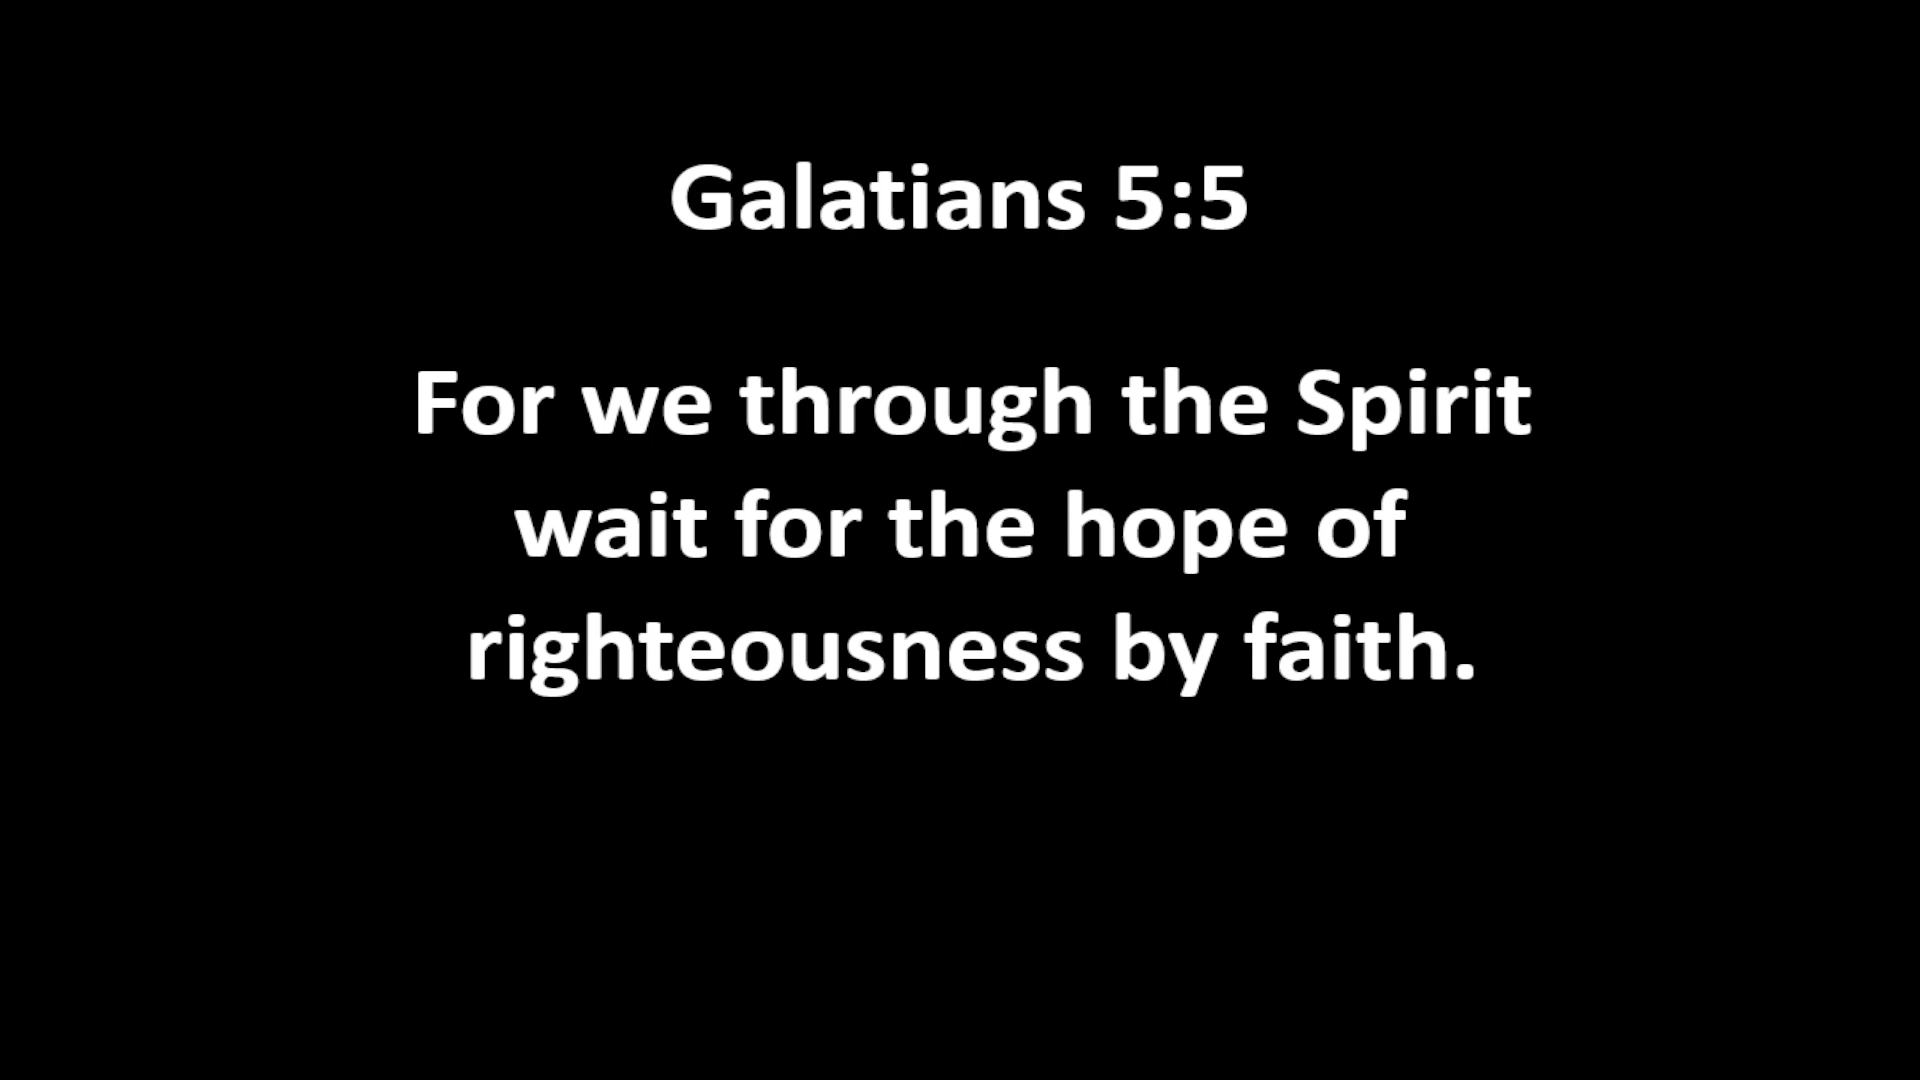 Galatians 5:5
For we through the Spirit
wait for the hope of
righteousness by faith.